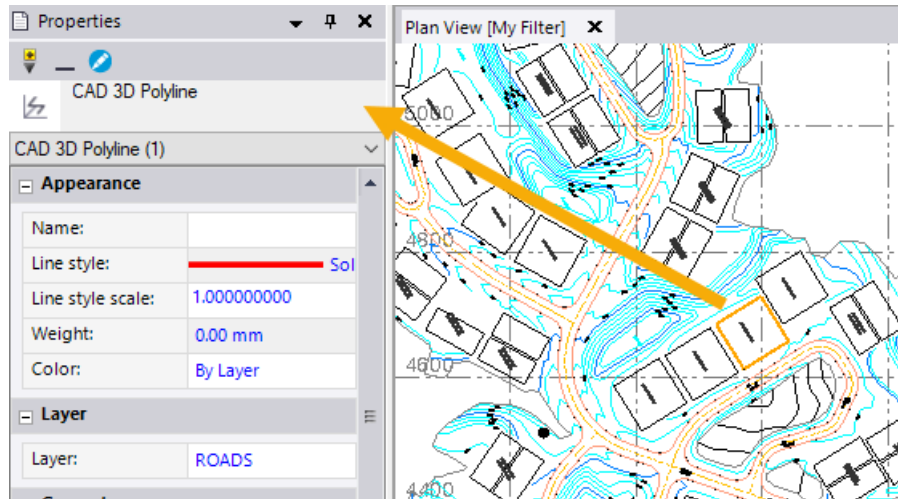 Properties
CAD 3D Polyline
CAD 3D Polyline (1)
Appearance
Name:
Line style: Sol
Line style scale: 1.000000000
Weight: 0.00 mm
Color: By Layer
Layer
Layer: ROADS
Plan View [My Filter]
5000
4800
4600
4400